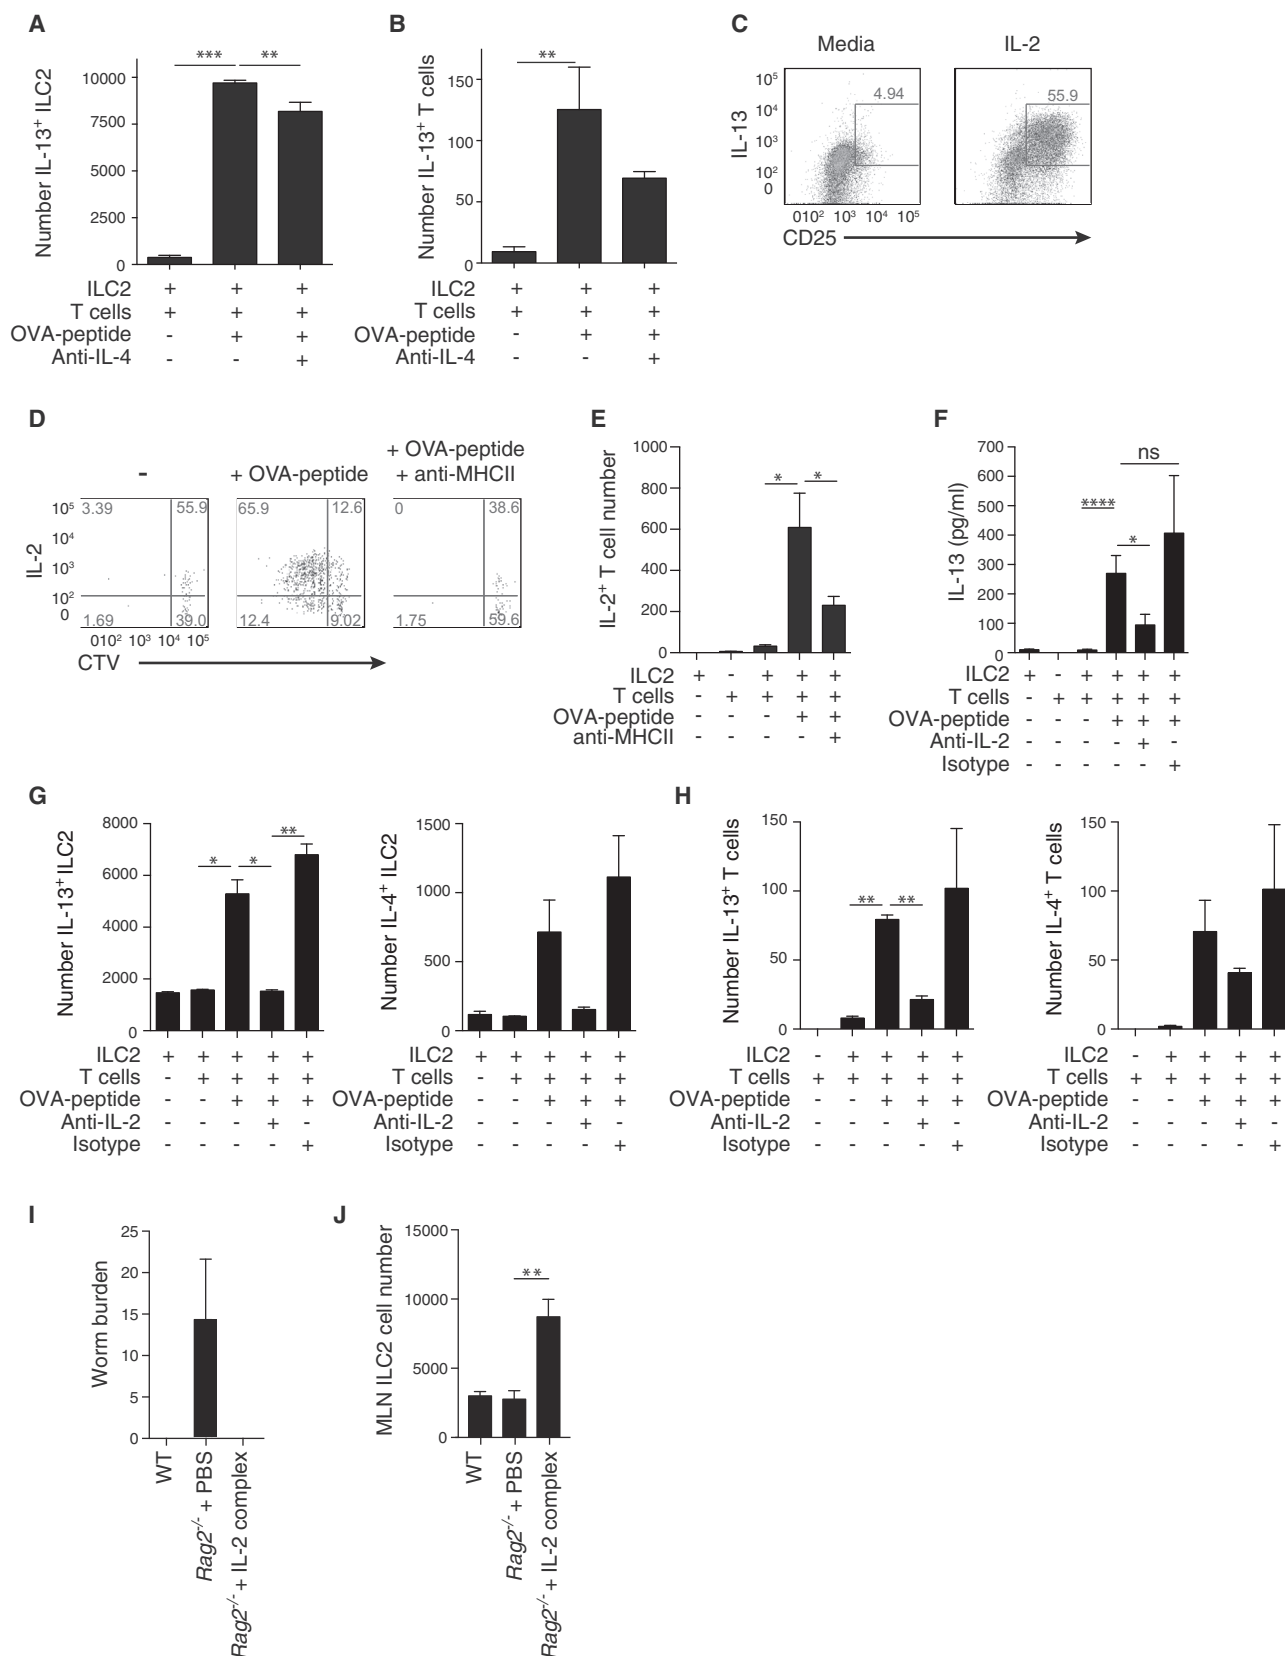 A
Number IL-13+ ILC2
10000
7500
5000
2500
0
*** **
ILC2 + + +
T cells + + +
OVA-peptide - + +
Anti-IL-4 - - +
B
Number IL-13+ T cells
150
100
50
0
**
ILC2 + + +
T cells + + +
OVA-peptide - + +
Anti-IL-4 - - +
C
Media IL-2
IL-13
10⁵
10⁴
10³
10²
0
4.94
55.9
010² 10³ 10⁴ 10⁵
CD25
D
- + OVA-peptide + OVA-peptide
+ anti-MHCII
IL-2
10⁵
10⁴
10³
10²
0
3.39 55.9
1.69 39.0
65.9 12.6
12.4 9.02
0 38.6
1.75 59.6
010² 10³ 10⁴ 10⁵
CTV
E
IL-2+ T cell number
1000
800
600
400
200
0
* *
ILC2 + - + + +
T cells - + + + +
OVA-peptide - - - + +
anti-MHCII - - - - +
F
IL-13 (pg/ml)
700
600
500
400
300
200
100
0
ns
****
*
ILC2 + - + + + +
T cells - + + + + +
OVA-peptide - - - + + +
Anti-IL-2 - - - - + -
Isotype - - - - - +
G
Number IL-13+ ILC2
8000
6000
4000
2000
0
* * **
ILC2 + + + + +
T cells - + + + +
OVA-peptide - - + + +
Anti-IL-2 - - - + -
Isotype - - - - +
Number IL-4+ ILC2
1500
1000
500
0
ILC2 + + + + +
T cells - + + + +
OVA-peptide - - + + +
Anti-IL-2 - - - + -
Isotype - - - - +
H
Number IL-13+ T cells
150
100
50
0
** **
ILC2 - + + + +
T cells + + + + +
OVA-peptide - - + + +
Anti-IL-2 - - - + -
Isotype - - - - +
Number IL-4+ T cells
150
100
50
0
ILC2 - + + + +
T cells + + + + +
OVA-peptide - - + + +
Anti-IL-2 - - - + -
Isotype - - - - +
I
Worm burden
25
20
15
10
5
0
WT
Rag2-/- + PBS
Rag2-/- + IL-2 complex
J
MLN ILC2 cell number
15000
10000
5000
0
**
WT
Rag2-/- + PBS
Rag2-/- + IL-2 complex